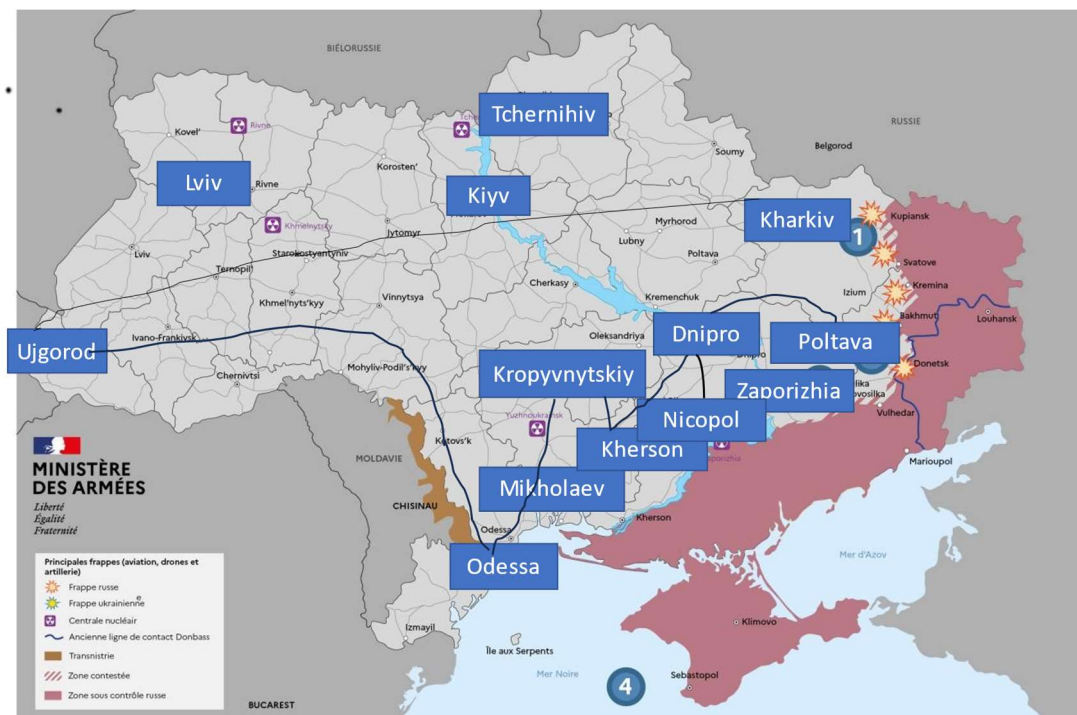 BIÉLORUSSIE
RUSSIE
Tchernihiv
Kovel'
Rivne
Belgorod
Soumy
Korosten'
Lviv
Rivne
Kiyv
Kharkiv
Kupiansk
1
Khmelnytsky
Jytomyr
Myrhorod
Lubny
Poltava
Lviv
Starokostyantyniv
Ternopil'
Svatove
Izium
Kremina
Khmel'nyts'kyy
Vinnytsya
Cherkasy
Kremenchuk
Bakhmut
Louhansk
Ujgorod
Ivano-Frankivsk
Oleksandriya
Dnipro
Poltava
Dnipro
Chernivtsi
Mohyliv-Podil's'kyy
Kropyvnytskiy
Zaporizhia
Donetsk
Vulhedar
Yuzhnoukrainsk
Nicopol
Kherson
Kotovs'k
Marioupol
MOLDAVIE
Mikholaev
CHISINAU
Kherson
Odessa
Odessa
Mer d'Azov
MINISTÈRE
DES ARMÉES
Liberté
Égalité
Fraternité
Principales frappes (aviation, drones et
artillerie)
Frappe russe
Frappe ukrainienne
e
Centrale nucléair
Ancienne ligne de contact Donbass
Transnistrie
Zone contestée
Zone sous contrôle russe
Izmayil
Île aux Serpents
Klimovo
Mer Noire
4
Sebastopol
BUCAREST